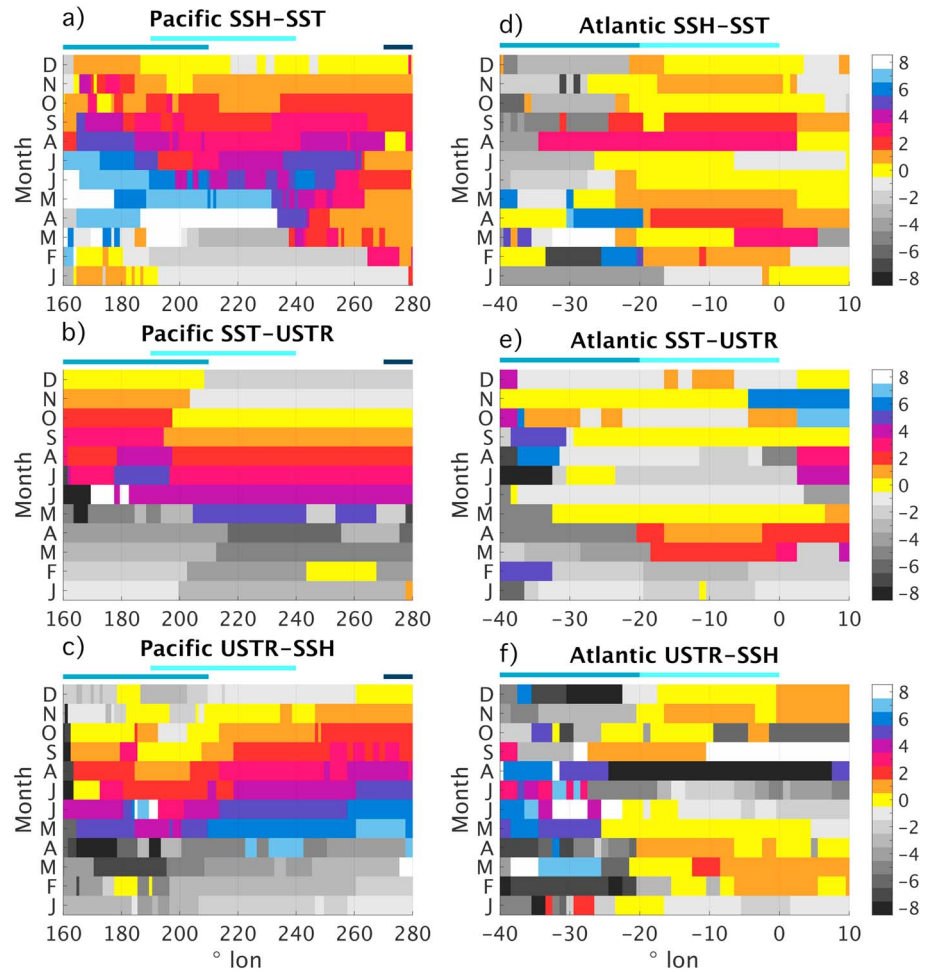 a) Pacific SSH-SST
D
N
O
S
A
J
J
M
A
M
F
J
Month
160 180 200 220 240 260 280
d) Atlantic SSH-SST
D
N
O
S
A
J
J
M
A
M
F
J
Month
−40 −30 −20 −10 0 10
8
6
4
2
0
−2
−4
−6
−8
b) Pacific SST-USTR
D
N
O
S
A
J
J
M
A
M
F
J
Month
160 180 200 220 240 260 280
e) Atlantic SST-USTR
D
N
O
S
A
J
J
M
A
M
F
J
Month
−40 −30 −20 −10 0 10
8
6
4
2
0
−2
−4
−6
−8
c) Pacific USTR-SSH
D
N
O
S
A
J
J
M
A
M
F
J
Month
160 180 200 220 240 260 280
° lon
f) Atlantic USTR-SSH
D
N
O
S
A
J
J
M
A
M
F
J
Month
−40 −30 −20 −10 0 10
° lon
8
6
4
2
0
−2
−4
−6
−8